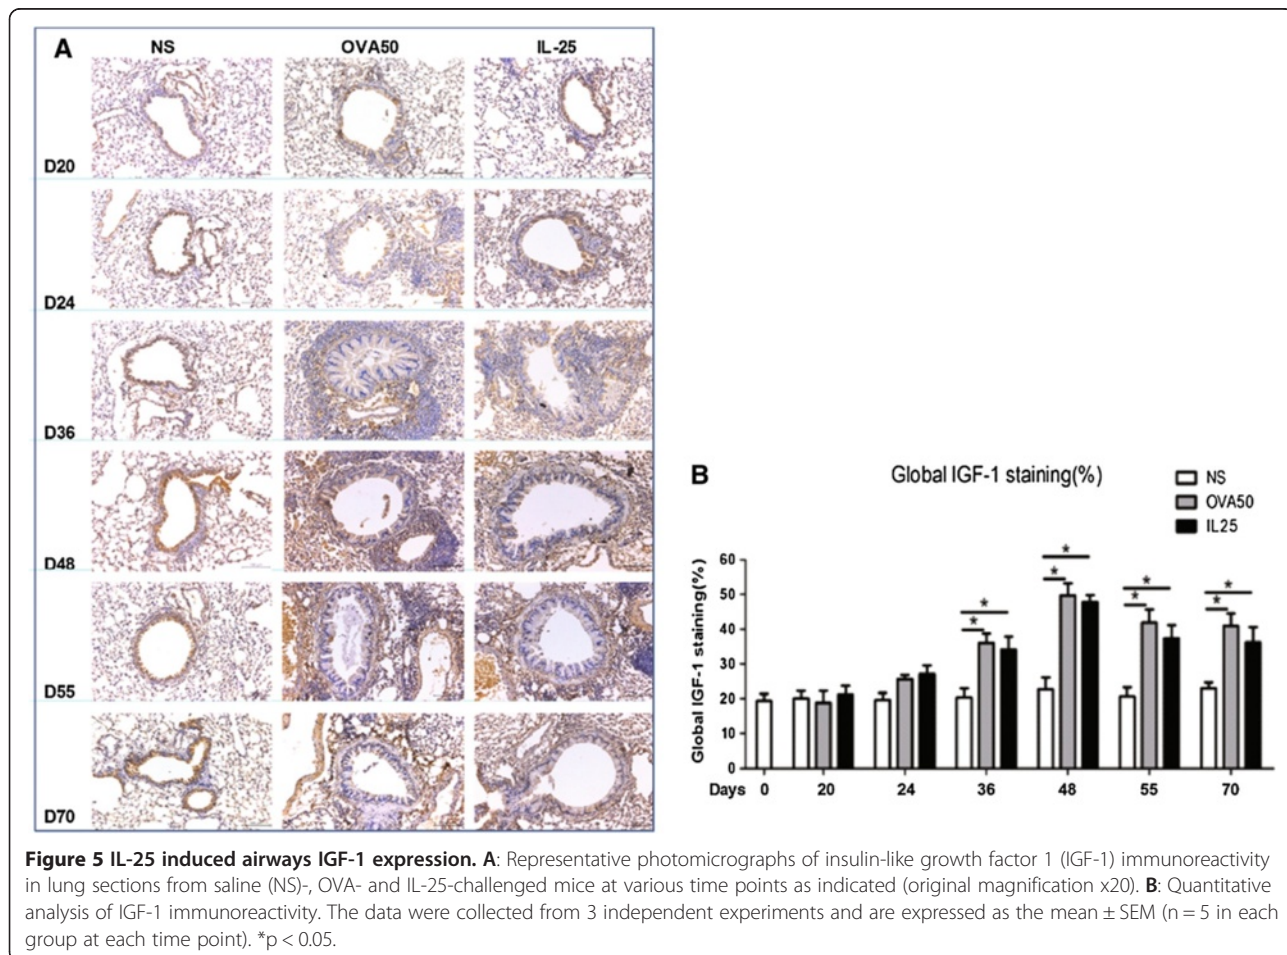 A NS OVA50 IL-25
D20
D24
D36
D48
D55
D70
B Global IGF-1 staining(%)
NS
OVA50
IL25
Global IGF-1 staining(%)
60
50
40
30
20
10
0
* *
* *
* *
* *
Days 0 20 24 36 48 55 70
Figure 5 IL-25 induced airways IGF-1 expression. A: Representative photomicrographs of insulin-like growth factor 1 (IGF-1) immunoreactivity
in lung sections from saline (NS)-, OVA- and IL-25-challenged mice at various time points as indicated (original magnification x20). B: Quantitative
analysis of IGF-1 immunoreactivity. The data were collected from 3 independent experiments and are expressed as the mean ± SEM (n = 5 in each
group at each time point). *p < 0.05.